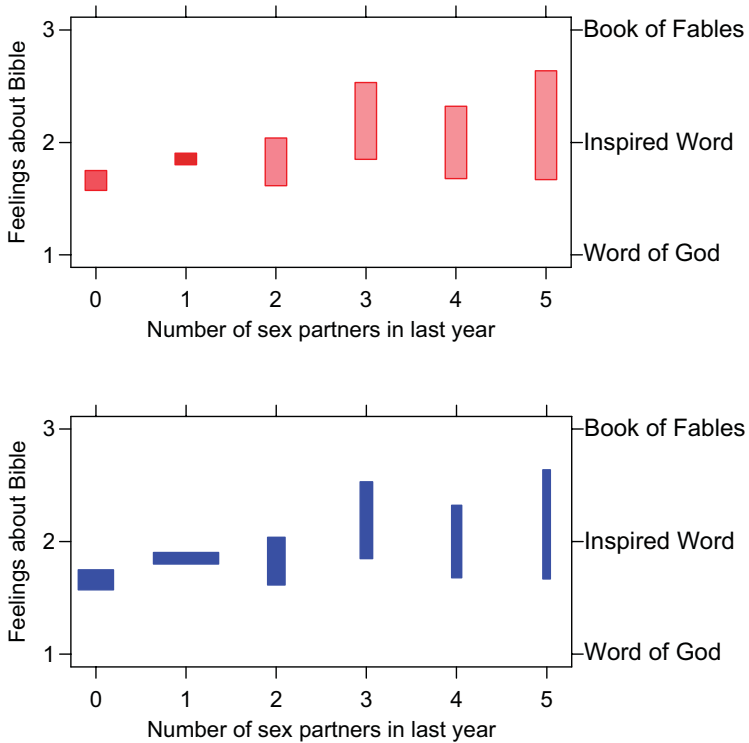 3
Book of Fables
Feelings about Bible
2
Inspired Word
1
Word of God
0 1 2 3 4 5
Number of sex partners in last year
3
Book of Fables
Feelings about Bible
2
Inspired Word
1
Word of God
0 1 2 3 4 5
Number of sex partners in last year